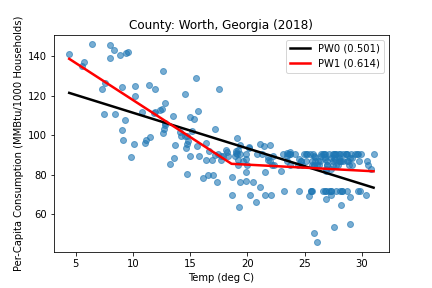 County: Worth, Georgia (2018)
Per-Capita Consumption (MMBtu/1000 Households)
140
120
100
80
60
PW0 (0.501)
PW1 (0.614)
5 10 15 20 25 30
Temp (deg C)